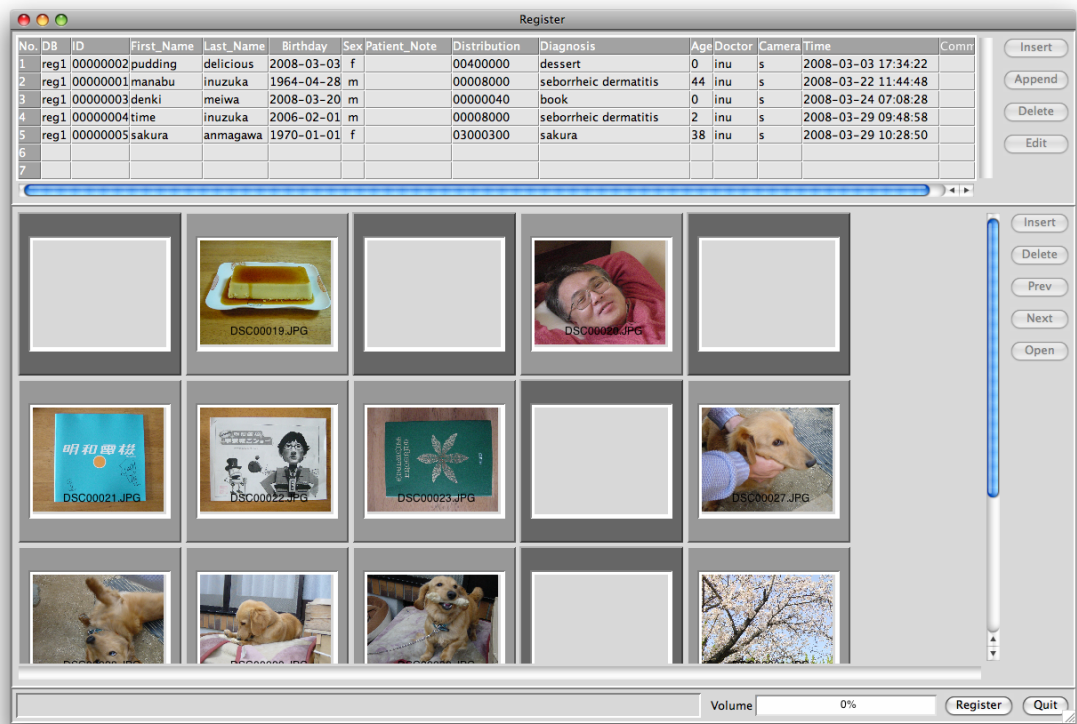 Register
No. DB ID First_Name Last_Name Birthday Sex Patient_Note Distribution Diagnosis Age Doctor Camera Time Comm
1 reg1 00000002 pudding delicious 2008-03-03 f 00400000 dessert 0 inu s 2008-03-03 17:34:22
2 reg1 00000001 manabu inuzuka 1964-04-28 m 00008000 seborrheic dermatitis 44 inu s 2008-03-22 11:44:48
3 reg1 00000003 denki meiwa 2008-03-20 m 00000040 book 0 inu s 2008-03-24 07:08:28
4 reg1 00000004 time inuzuka 2006-02-01 m 00008000 seborrheic dermatitis 2 inu s 2008-03-29 09:48:58
5 reg1 00000005 sakura anmagawa 1970-01-01 f 03000300 sakura 38 inu s 2008-03-29 10:28:50
6
7
Insert
Append
Delete
Edit
DSC00019.JPG DSC00020.JPG
明和電機
DSC00021.JPG DSC00022.JPG DSC00023.JPG DSC00027.JPG
Insert
Delete
Prev
Next
Open
Volume 0% Register Quit